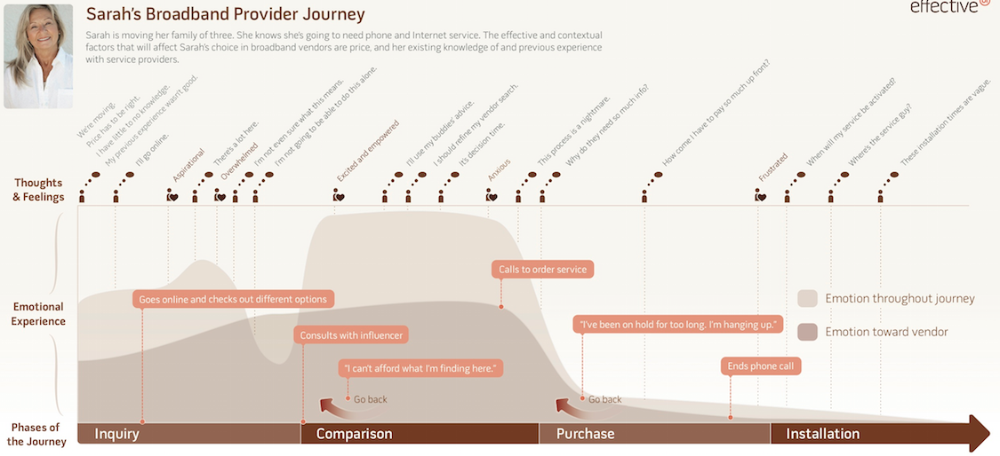 Sarah's Broadband Provider Journey
effective
Sarah is moving her family of three. She knows she's going to need phone and Internet service. The effective and contextual
factors that will affect Sarah's choice in broadband vendors are price, and her existing knowledge of and previous experience
with service providers.
Thoughts
& Feelings
We're moving.
Price has to be right.
I have little to no knowledge.
My previous experience wasn't good.
I'll go online.
Aspirational
There's a lot here.
Overwhelmed
I'm not even sure what this means.
I'm not going to be able to do this alone.
Excited and empowered
I'll use my buddies' advice.
I should refine my vendor search.
It's decision time.
Anxious
This process is a nightmare.
Why do they need so much info?
How come I have to pay so much up front?
Frustrated
When will my service be activated?
Where's the service guy?
These installation times are vague.
Emotional
Experience
Calls to order service
Goes online and checks out different options
Emotion throughout journey
"I've been on hold for too long. I'm hanging up."
Emotion toward vendor
Consults with influencer
"I can't afford what I'm finding here."
Ends phone call
Go back
Go back
Phases of
the Journey
Inquiry
Comparison
Purchase
Installation